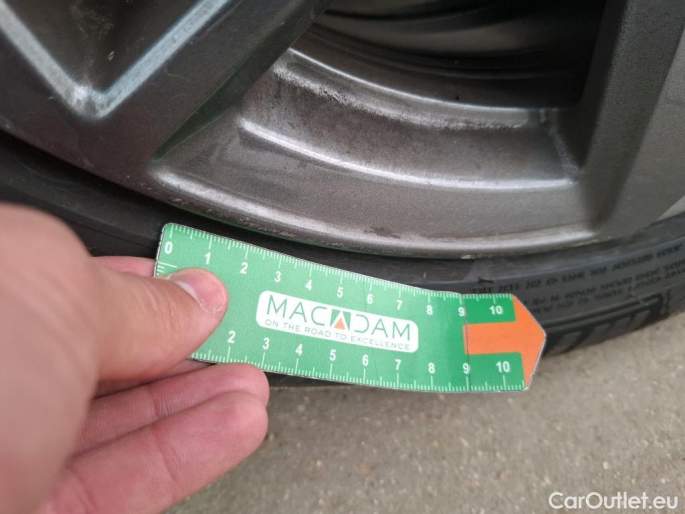 0 1 2 3 4 5 6 7 8 9 10
MACADAM
ON THE ROAD TO EXCELLENCE
2 3 4 5 6 7 8 9 10
CarOutlet.eu